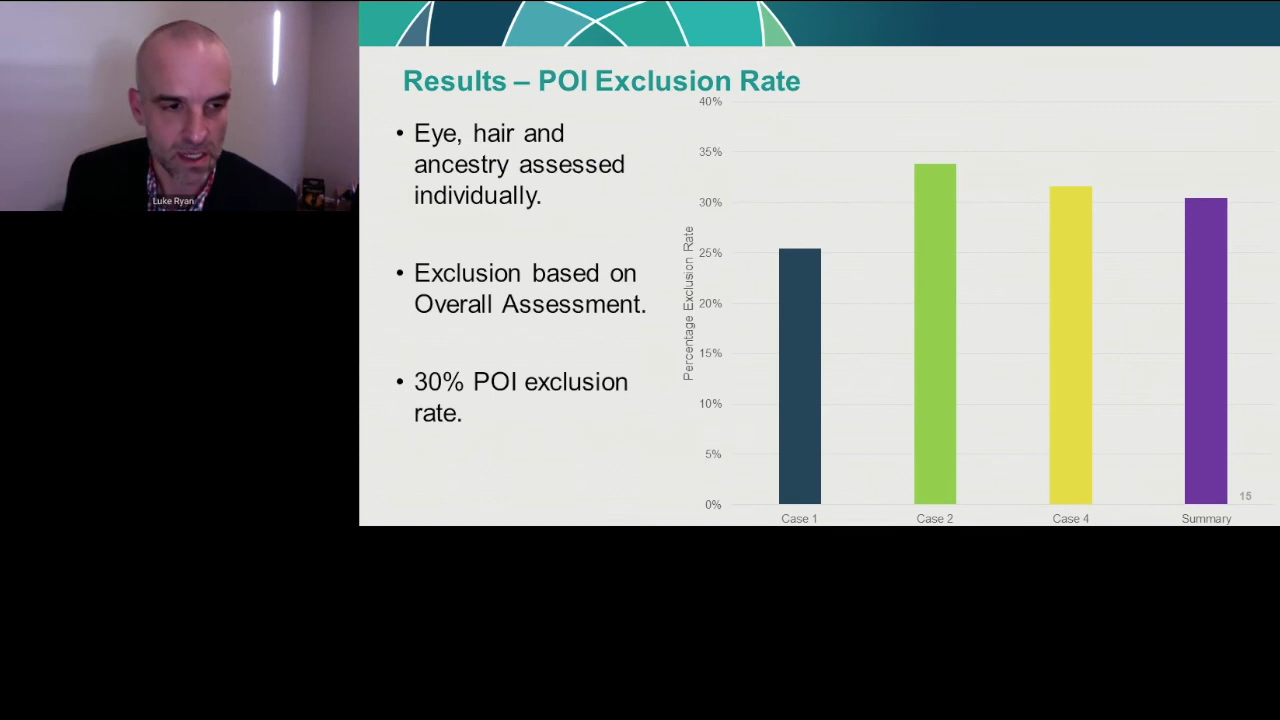 Luke Ryan
Results – POI Exclusion Rate
• Eye, hair and
ancestry assessed
individually.
• Exclusion based on
Overall Assessment.
• 30% POI exclusion
rate.
Percentage Exclusion Rate
40%
35%
30%
25%
20%
15%
10%
5%
0%
Case 1
Case 2
Case 4
Summary
15